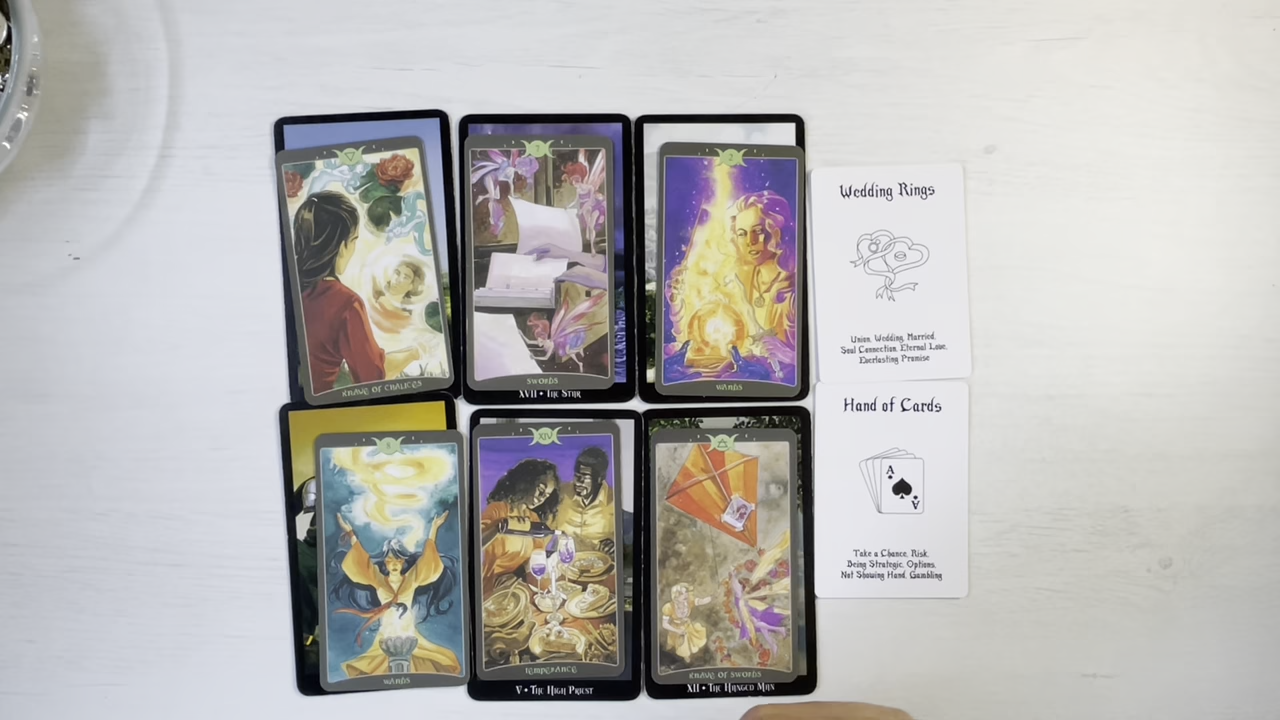 KNAVE OF CHALICES
SWORDS
XVII • The Star
WANDS
Wedding Rings
Union, Wedding, Married,
Soul Connection, Eternal Love,
Everlasting Promise
WANDS
XIV
TEMPERANCE
V • The High Priest
KNAVE OF SWORDS
XII • The Hanged Man
Hand of Cards
A
A
Take a Chance, Risk,
Being Strategic, Options,
Not Showing Hand, Gambling